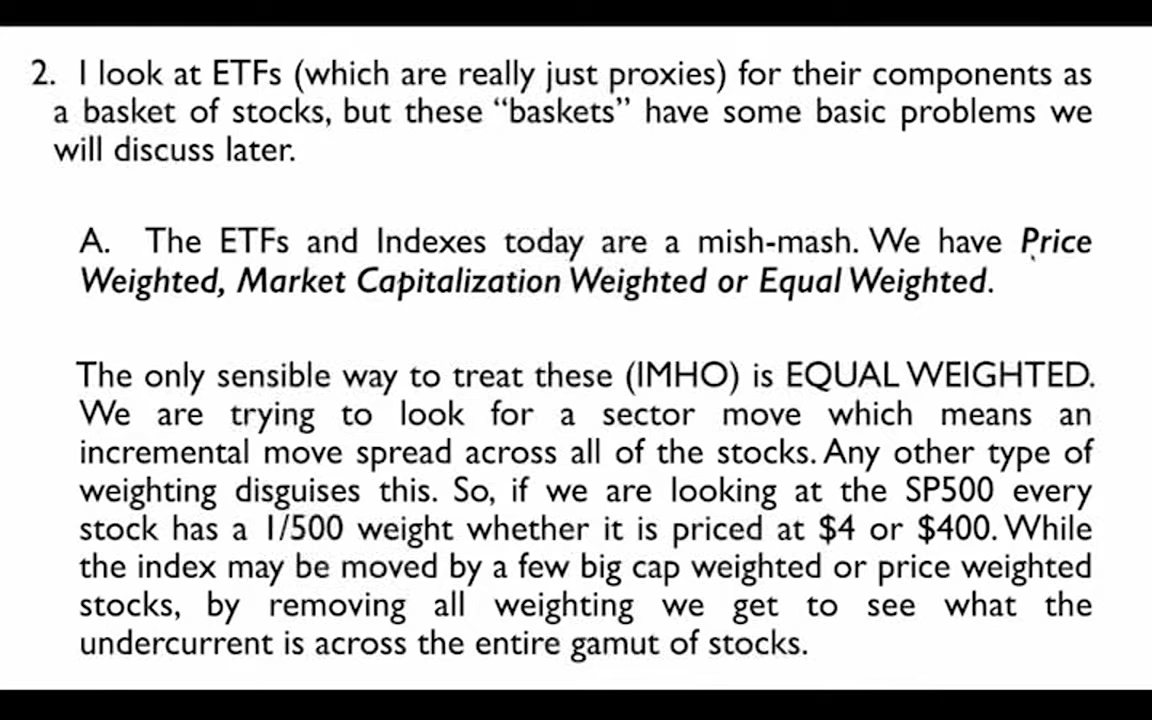 2. I look at ETFs (which are really just proxies) for their components as
a basket of stocks, but these “baskets” have some basic problems we
will discuss later.
A. The ETFs and Indexes today are a mish-mash. We have Price
Weighted, Market Capitalization Weighted or Equal Weighted.
The only sensible way to treat these (IMHO) is EQUAL WEIGHTED.
We are trying to look for a sector move which means an
incremental move spread across all of the stocks. Any other type of
weighting disguises this. So, if we are looking at the SP500 every
stock has a 1/500 weight whether it is priced at $4 or $400. While
the index may be moved by a few big cap weighted or price weighted
stocks, by removing all weighting we get to see what the
undercurrent is across the entire gamut of stocks.